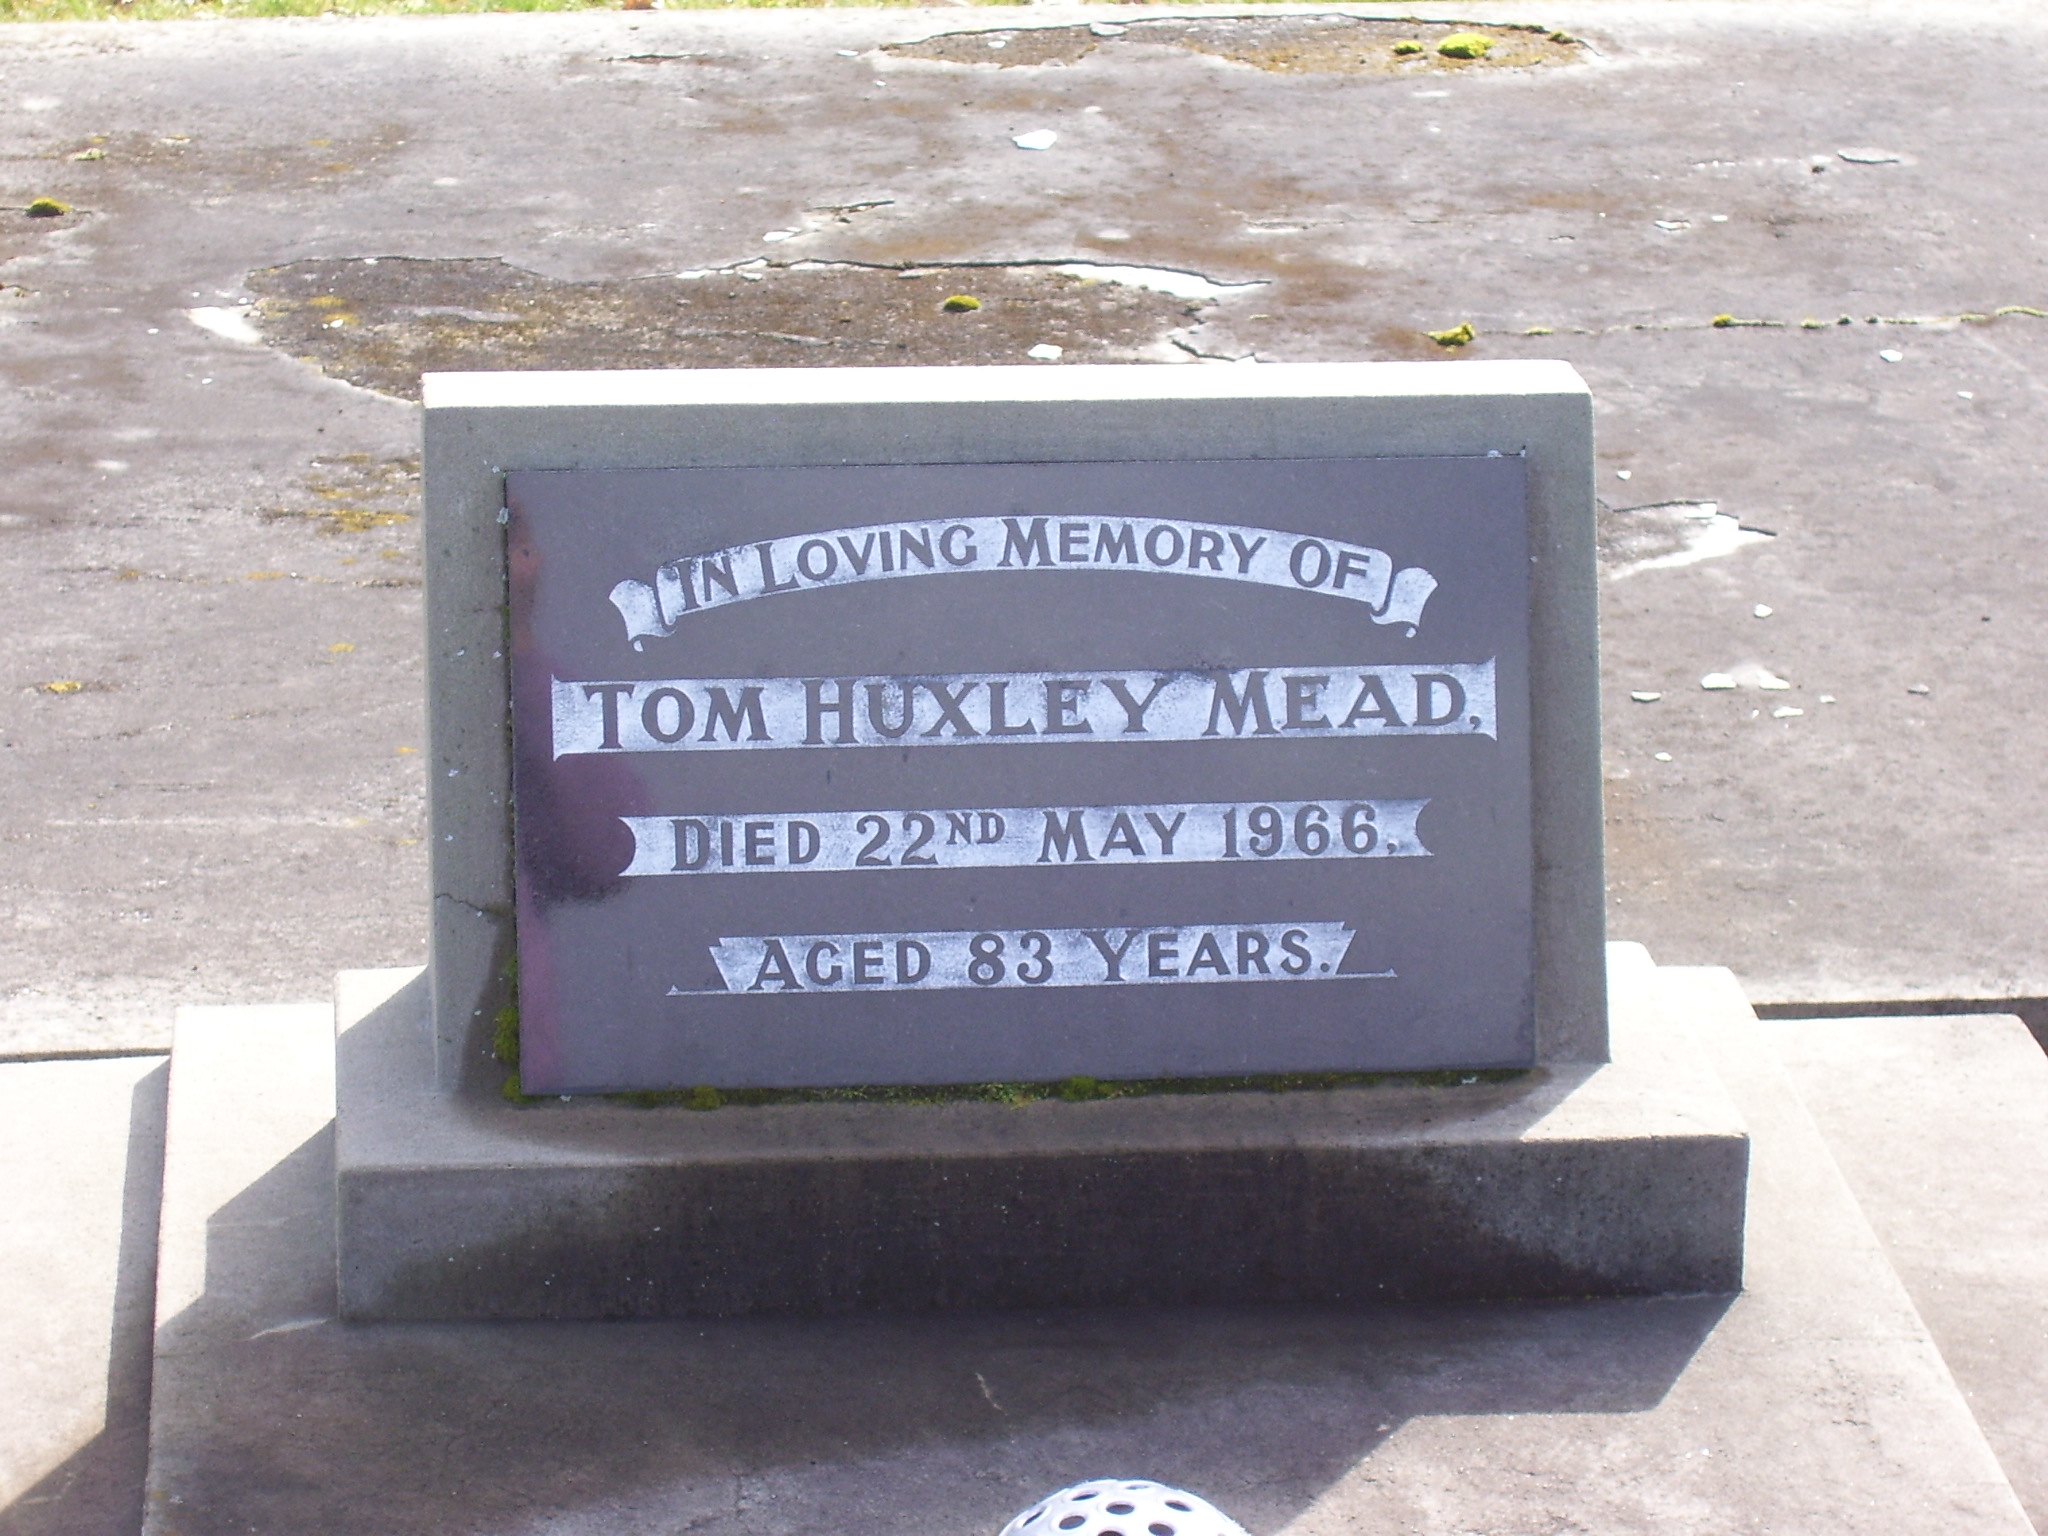 IN LOVING MEMORY OF
TOM HUXLEY MEAD,
DIED 22ND MAY 1966,
AGED 83 YEARS.